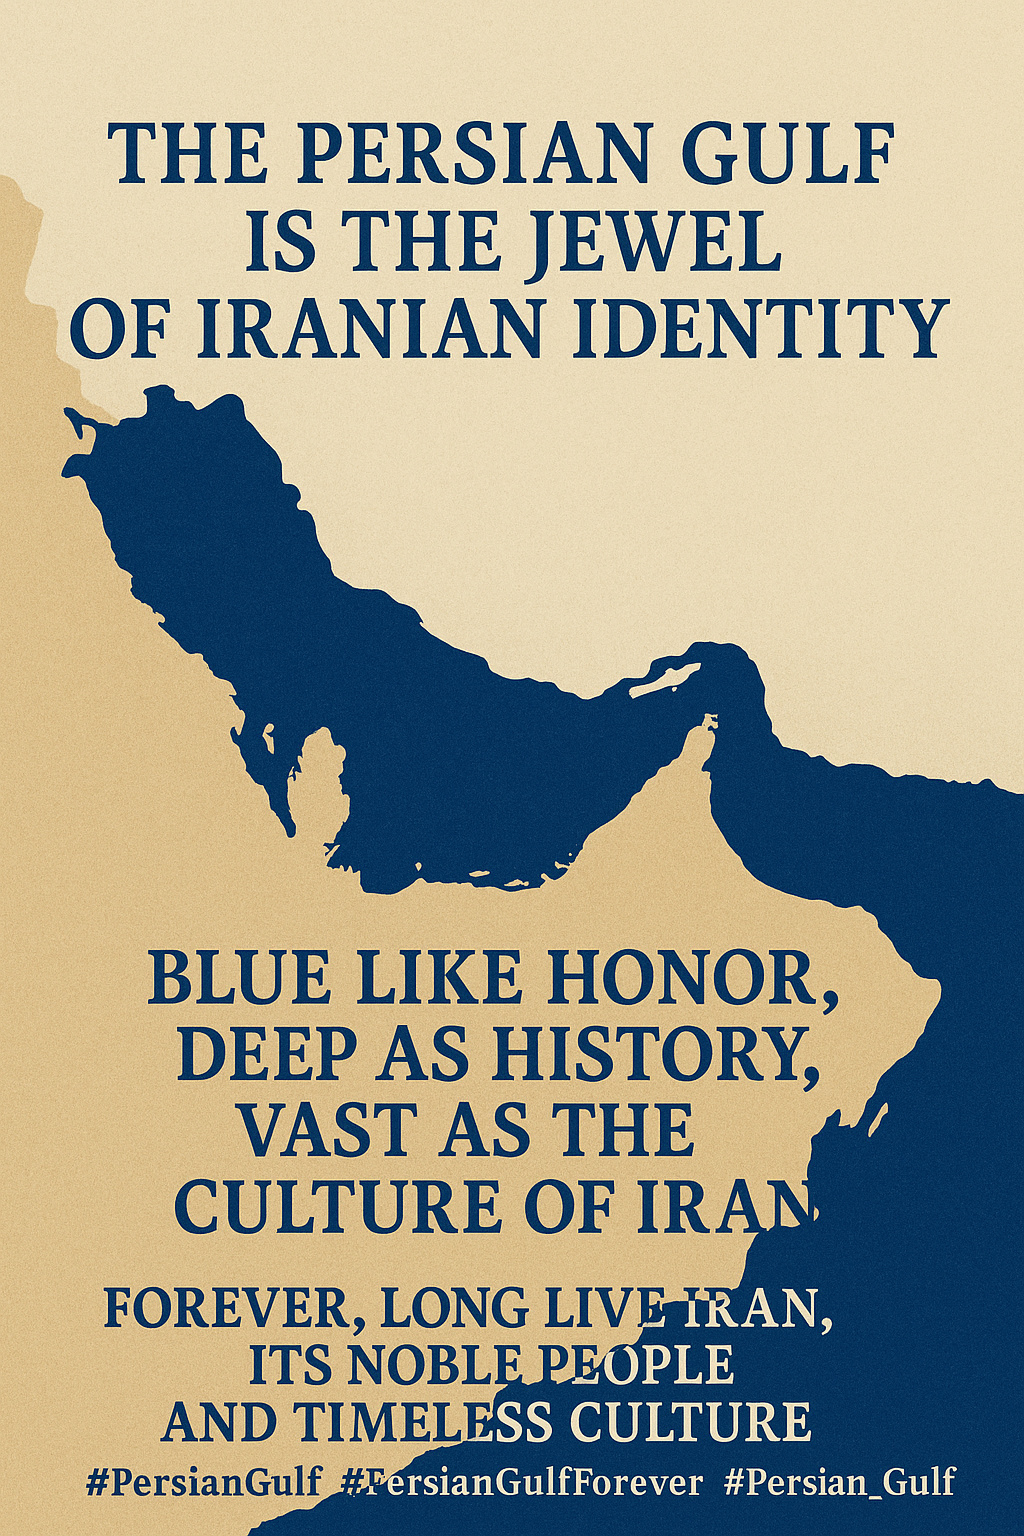 THE PERSIAN GULF
IS THE JEWEL
OF IRANIAN IDENTITY
BLUE LIKE HONOR,
DEEP AS HISTORY,
VAST AS THE
CULTURE OF IRAN
FOREVER, LONG LIVE IRAN,
ITS NOBLE PEOPLE
AND TIMELESS CULTURE
#PersianGulf #PersianGulfForever #Persian_Gulf